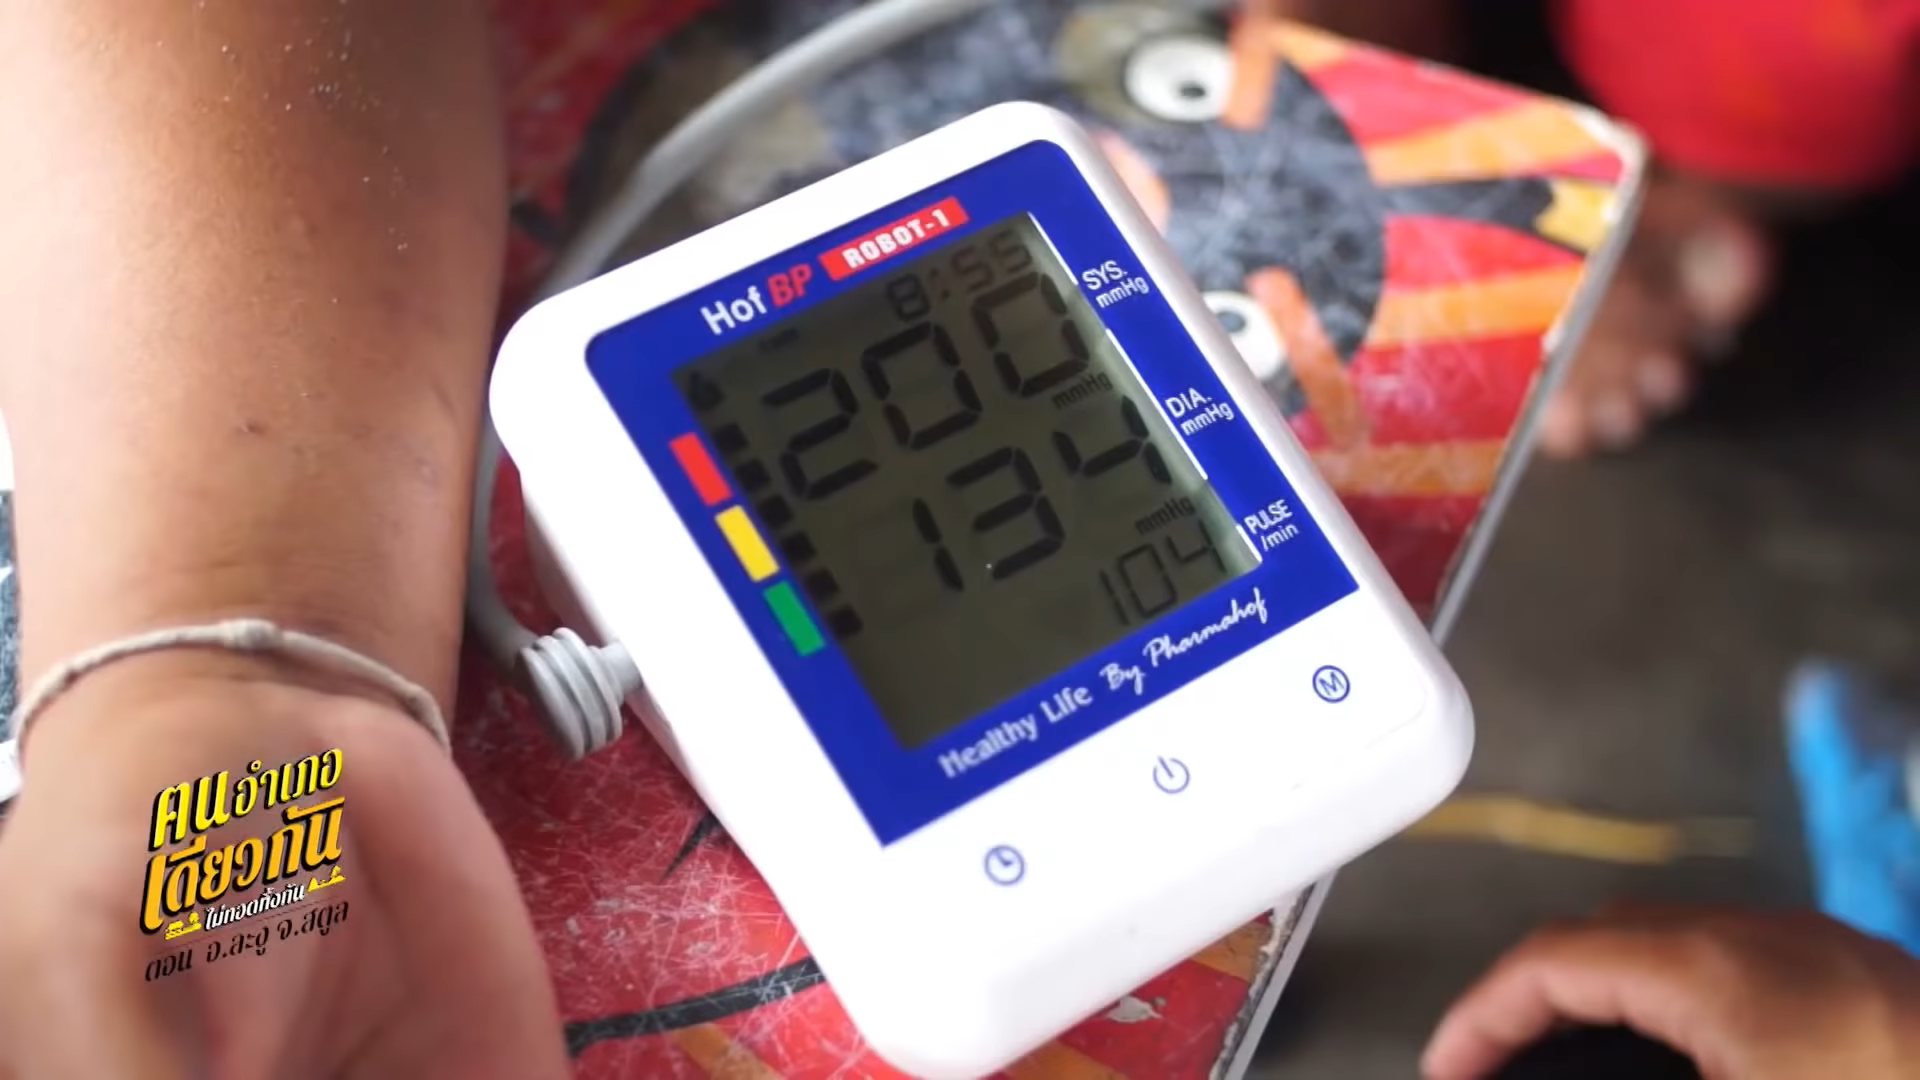 Hof BP ROBOT-1
8:55
200
mmHg
SYS.
mmHg
134
mmHg
DIA.
mmHg
104
PULSE
/min
Healthy Life By Pharmahof
M
คนอำเภอ
เดียวกัน
ไม่ทอดทิ้งกัน
ตอน อ.ละงู จ.สตูล